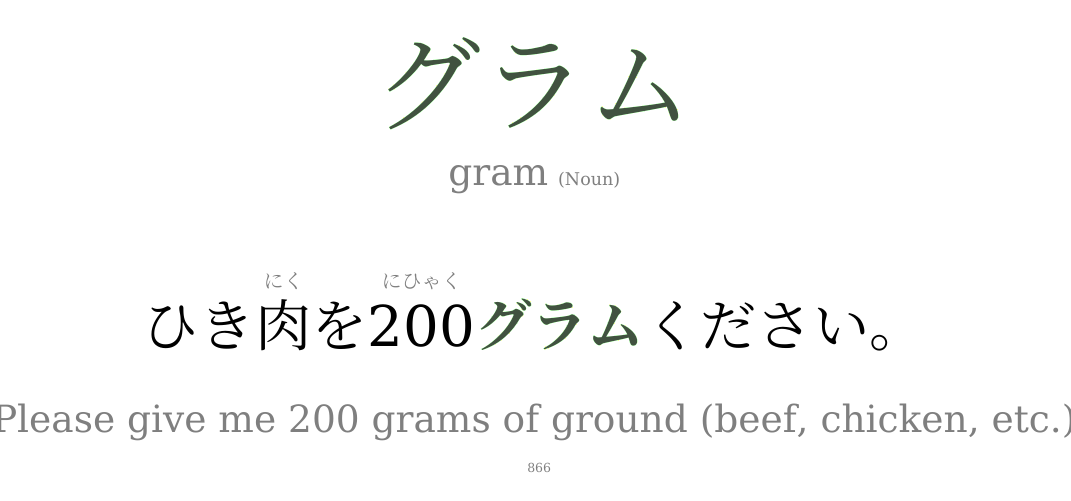 グラム
gram (Noun)
にく にひゃく
ひき肉を200グラムください。
Please give me 200 grams of ground (beef, chicken, etc.)
866